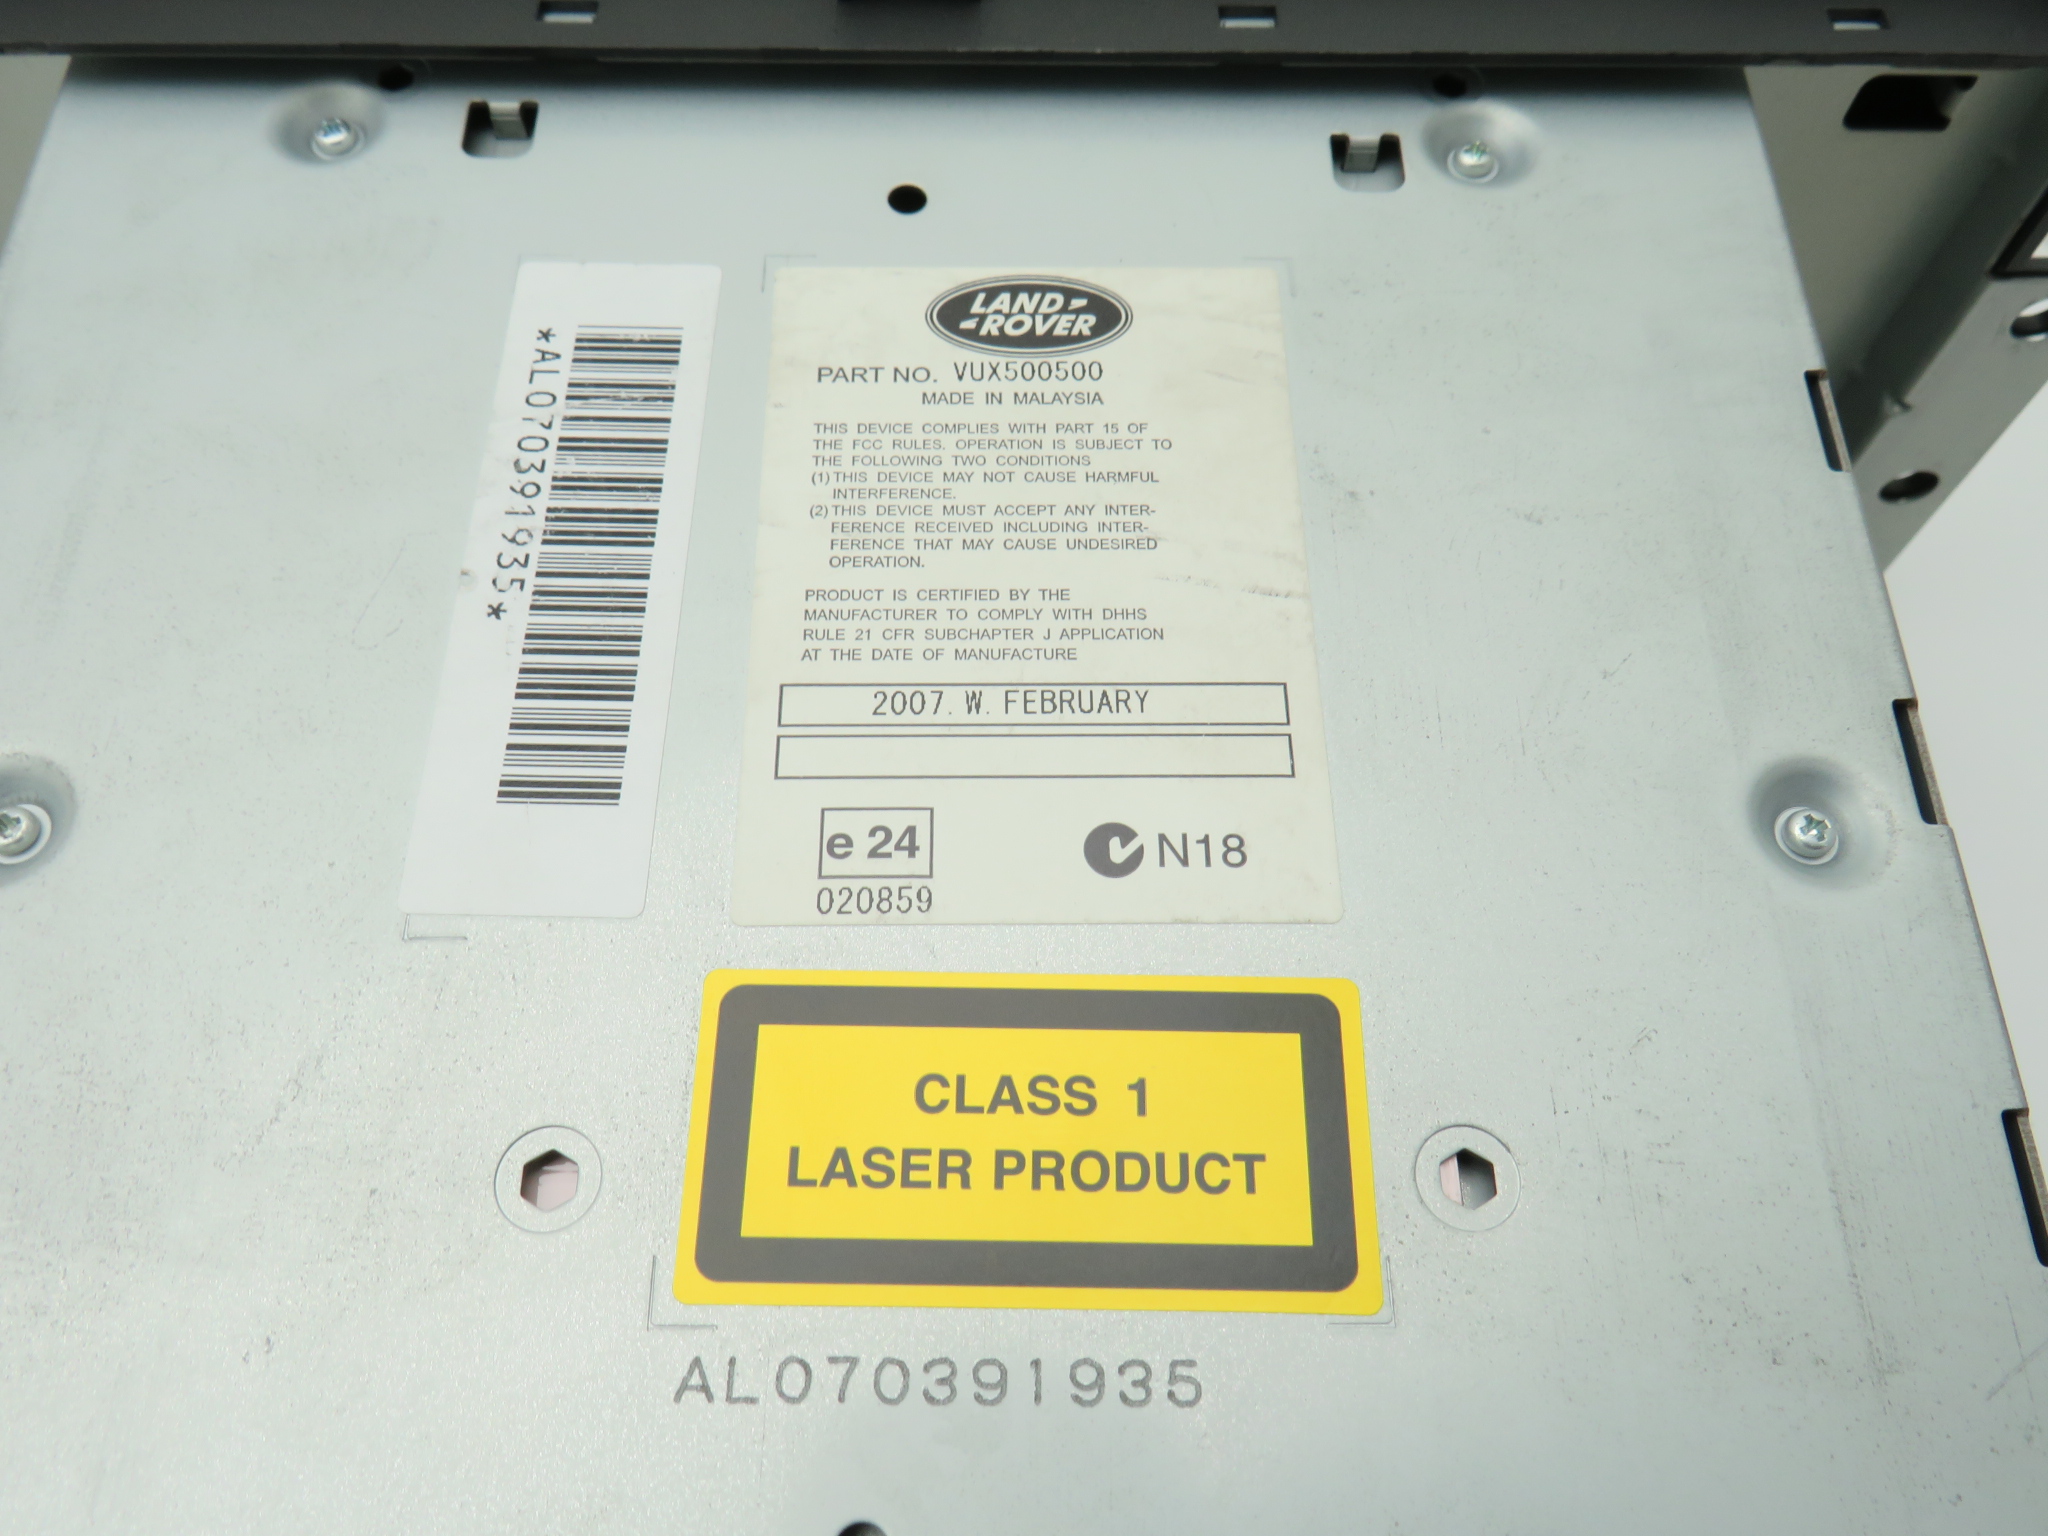 *AL070391935*
LAND
ROVER
PART NO. VUX500500
MADE IN MALAYSIA
THIS DEVICE COMPLIES WITH PART 15 OF
THE FCC RULES. OPERATION IS SUBJECT TO
THE FOLLOWING TWO CONDITIONS
(1) THIS DEVICE MAY NOT CAUSE HARMFUL
INTERFERENCE.
(2) THIS DEVICE MUST ACCEPT ANY INTER-
FERENCE RECEIVED INCLUDING INTER-
FERENCE THAT MAY CAUSE UNDESIRED
OPERATION.
PRODUCT IS CERTIFIED BY THE
MANUFACTURER TO COMPLY WITH DHHS
RULE 21 CFR SUBCHAPTER J APPLICATION
AT THE DATE OF MANUFACTURE
2007. W. FEBRUARY
e 24
020859
N18
CLASS 1
LASER PRODUCT
AL070391935